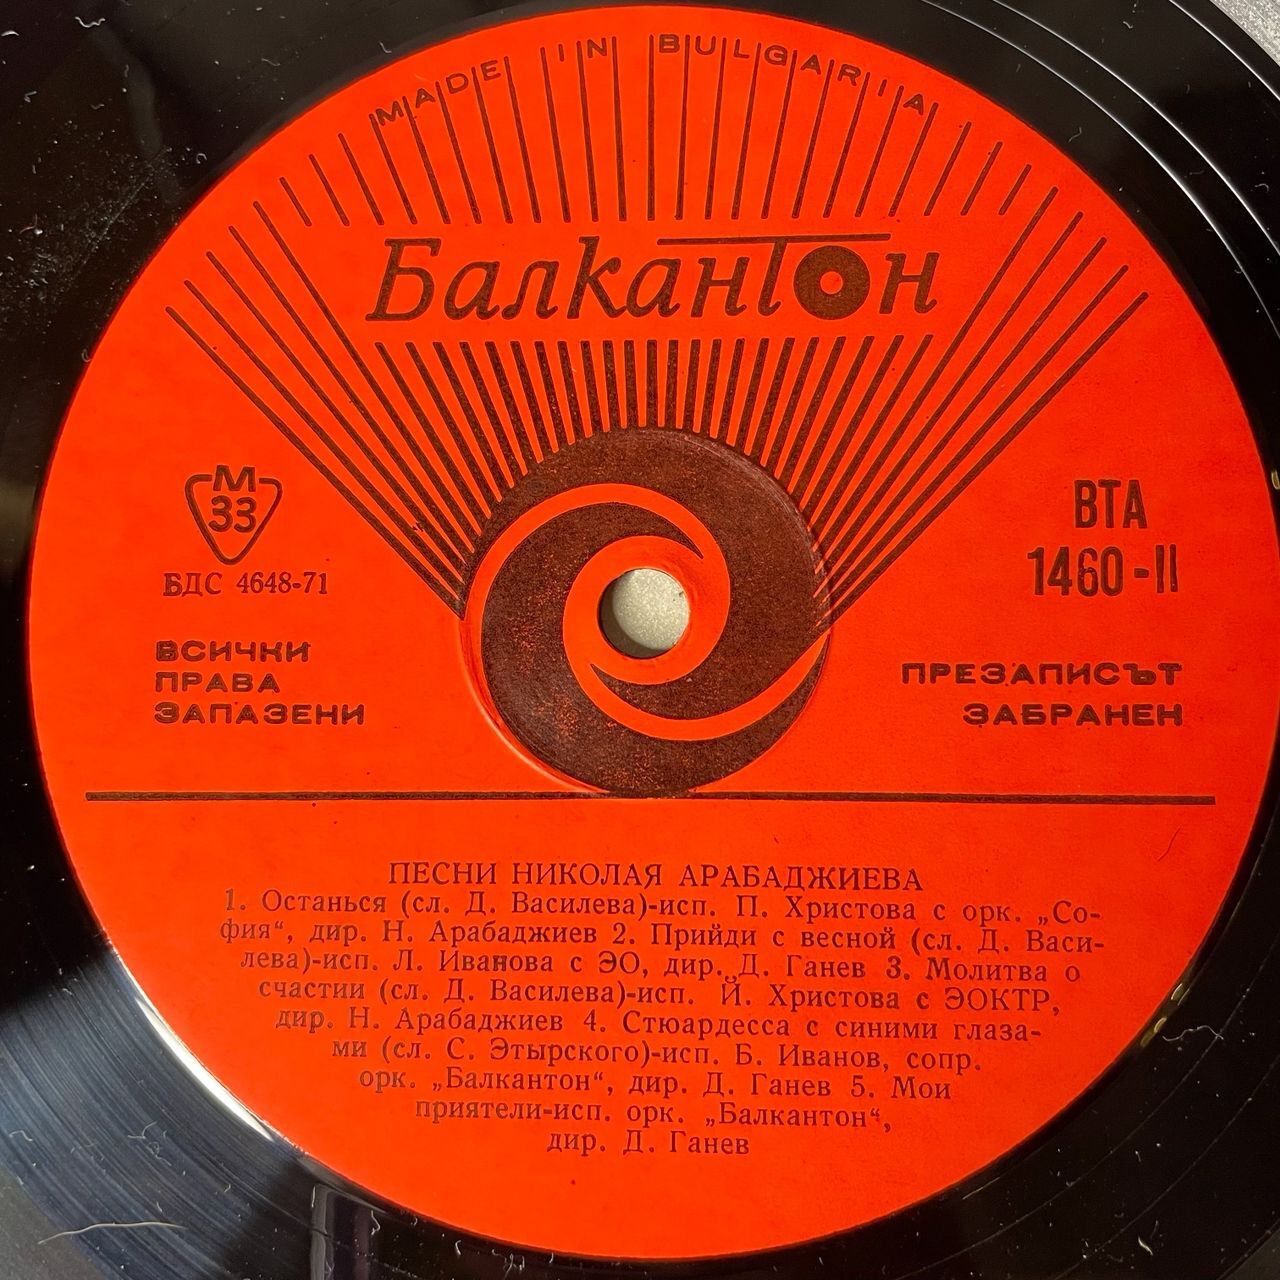 MADE IN BULGARIA
Балкантон
М
33
БДС 4648-71
ВСИЧКИ
ПРАВА
ЗАПАЗЕНИ
ВТА
1460-II
ПРЕЗАПИСЪТ
ЗАБРАНЕН
ПЕСНИ НИКОЛАЯ АРАБАДЖИЕВА
1. Останься (сл. Д. Василева)-исп. П. Христова с орк. „Со-
фия“, дир. Н. Арабаджиев 2. Прийди с весной (сл. Д. Васи-
лева)-исп. Л. Иванова с ЭО, дир. Д. Ганев 3. Молитва о
счастии (сл. Д. Василева)-исп. Й. Христова с ЭОКТР,
дир. Н. Арабаджиев 4. Стюардесса с синими глаза-
ми (сл. С. Этырского)-исп. Б. Иванов, сопр.
орк. „Балкантон“, дир. Д. Ганев 5. Мои
приятели-исп. орк. „Балкантон“,
дир. Д. Ганев